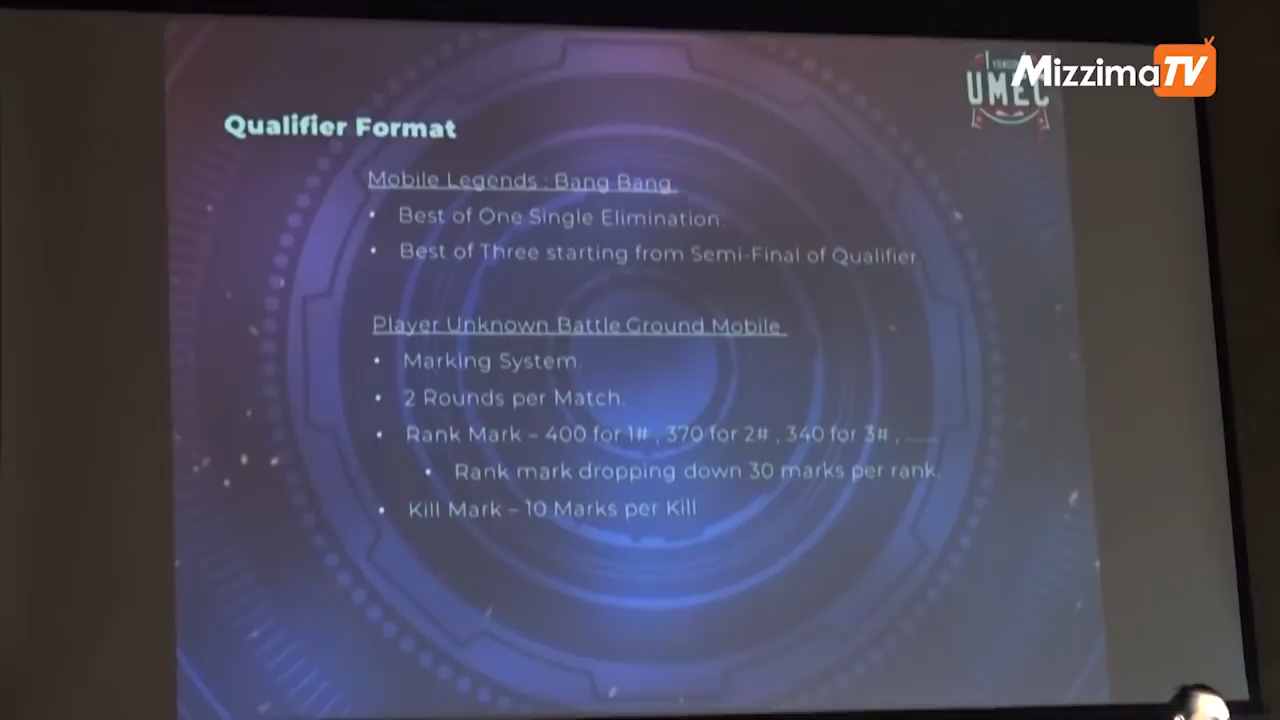 Mizzima TV
UMEC
Qualifier Format
Mobile Legends : Bang Bang
• Best of One Single Elimination.
• Best of Three starting from Semi-Final of Qualifier
Player Unknown Battle Ground Mobile
• Marking System.
• 2 Rounds per Match.
• Rank Mark – 400 for 1# , 370 for 2# , 340 for 3# , .......
• Rank mark dropping down 30 marks per rank.
• Kill Mark – 10 Marks per Kill